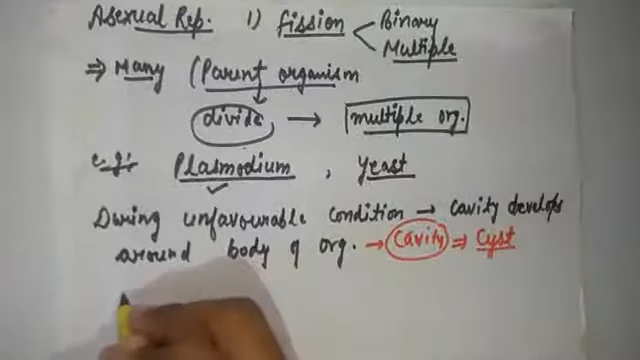 Asexual Rep. 1) fission < Binary
Multiple
⇒ Many (Parent organism
divide → multiple org.
e.g: Plasmodium, Yeast
During unfavourable condition → cavity develops
around body of org. → Cavity ⇒ Cyst